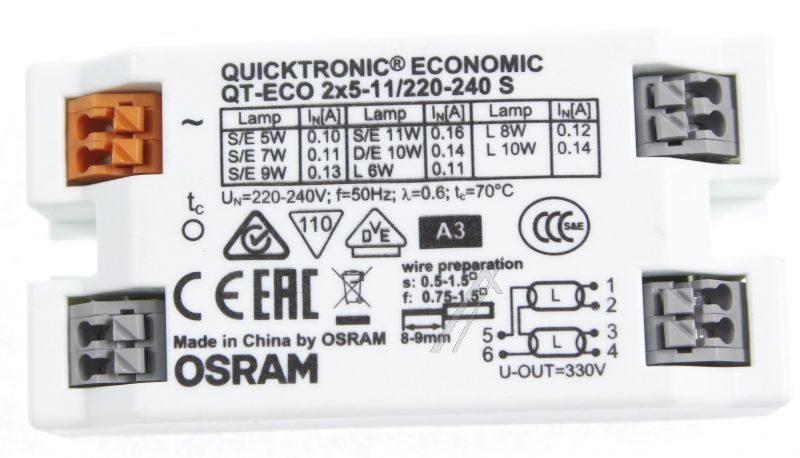 QUICKTRONIC® ECONOMIC
QT-ECO 2x5-11/220-240 S
Lamp IN[A] Lamp IN[A] Lamp IN[A]
S/E 5W 0.10 S/E 11W 0.16 L 8W 0.12
S/E 7W 0.11 D/E 10W 0.14 L 10W 0.14
S/E 9W 0.13 L 6W 0.11
~
UN=220-240V; f=50Hz; λ=0.6; tc=70°C
tc
110
DVE
A3
CCC S&E
wire preparation
s: 0.5-1.5□
f: 0.75-1.5□
CE EAC
8-9mm
L 1
2
5 3
6 L 4
Made in China by OSRAM
OSRAM
U-OUT=330V